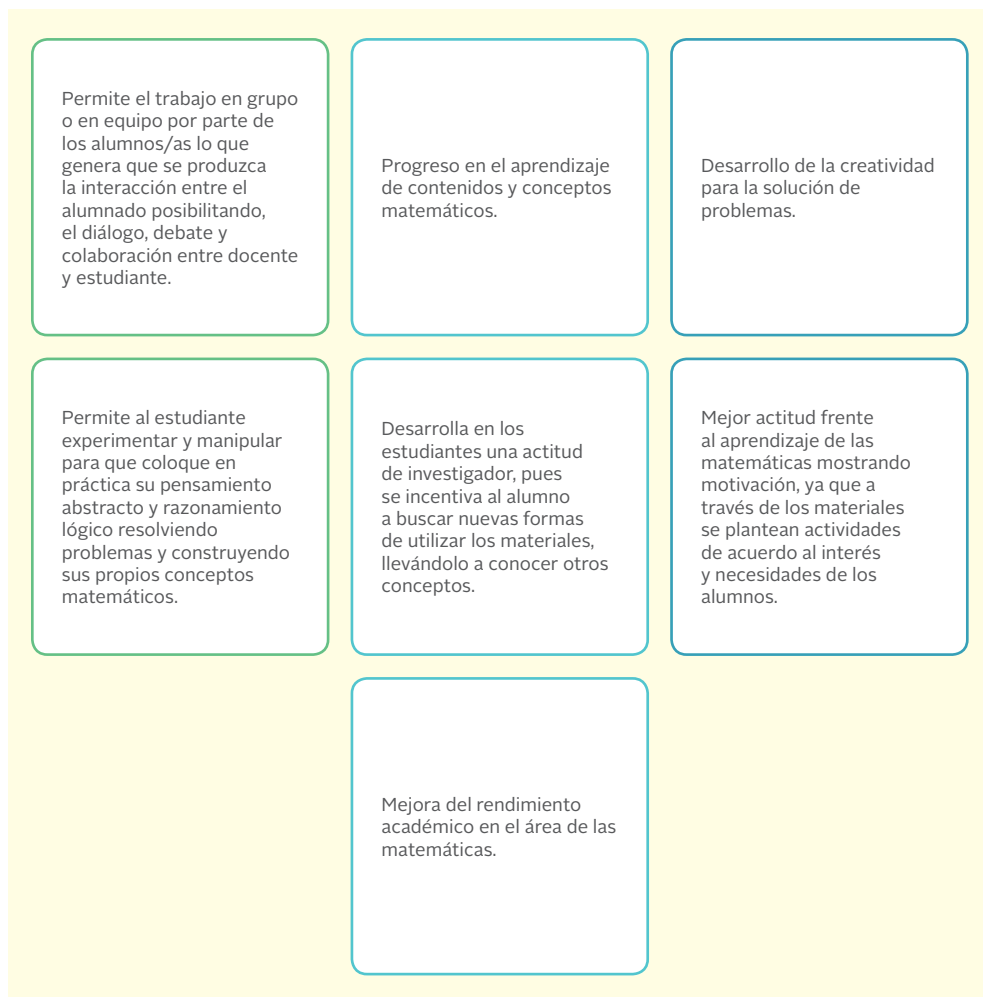 Permite el trabajo en grupo
o en equipo por parte de
los alumnos/as lo que
genera que se produzca
la interacción entre el
alumnado posibilitando,
el diálogo, debate y
colaboración entre docente
y estudiante.
Progreso en el aprendizaje
de contenidos y conceptos
matemáticos.
Desarrollo de la creatividad
para la solución de
problemas.
Permite al estudiante
experimentar y manipular
para que coloque en
práctica su pensamiento
abstracto y razonamiento
lógico resolviendo
problemas y construyendo
sus propios conceptos
matemáticos.
Desarrolla en los
estudiantes una actitud
de investigador, pues
se incentiva al alumno
a buscar nuevas formas
de utilizar los materiales,
llevándolo a conocer otros
conceptos.
Mejor actitud frente
al aprendizaje de las
matemáticas mostrando
motivación, ya que a
través de los materiales
se plantean actividades
de acuerdo al interés
y necesidades de los
alumnos.
Mejora del rendimiento
académico en el área de las
matemáticas.